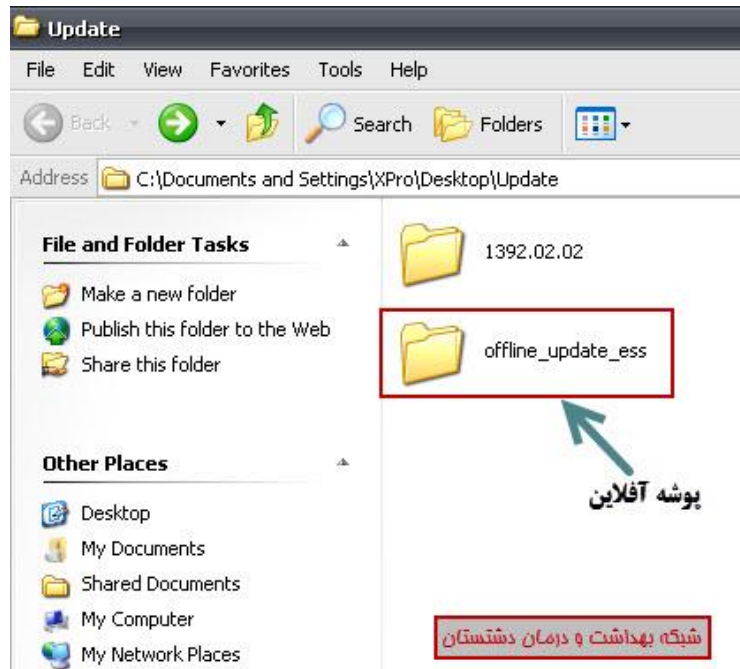 Update
File Edit View Favorites Tools Help
Back Search Folders
Address C:\Documents and Settings\XPro\Desktop\Update
File and Folder Tasks
Make a new folder
Publish this folder to the Web
Share this folder
Other Places
Desktop
My Documents
Shared Documents
My Computer
My Network Places
1392.02.02
offline_update_ess
پوشه آفلاین
شبکه بهداشت و درمان دشتستان